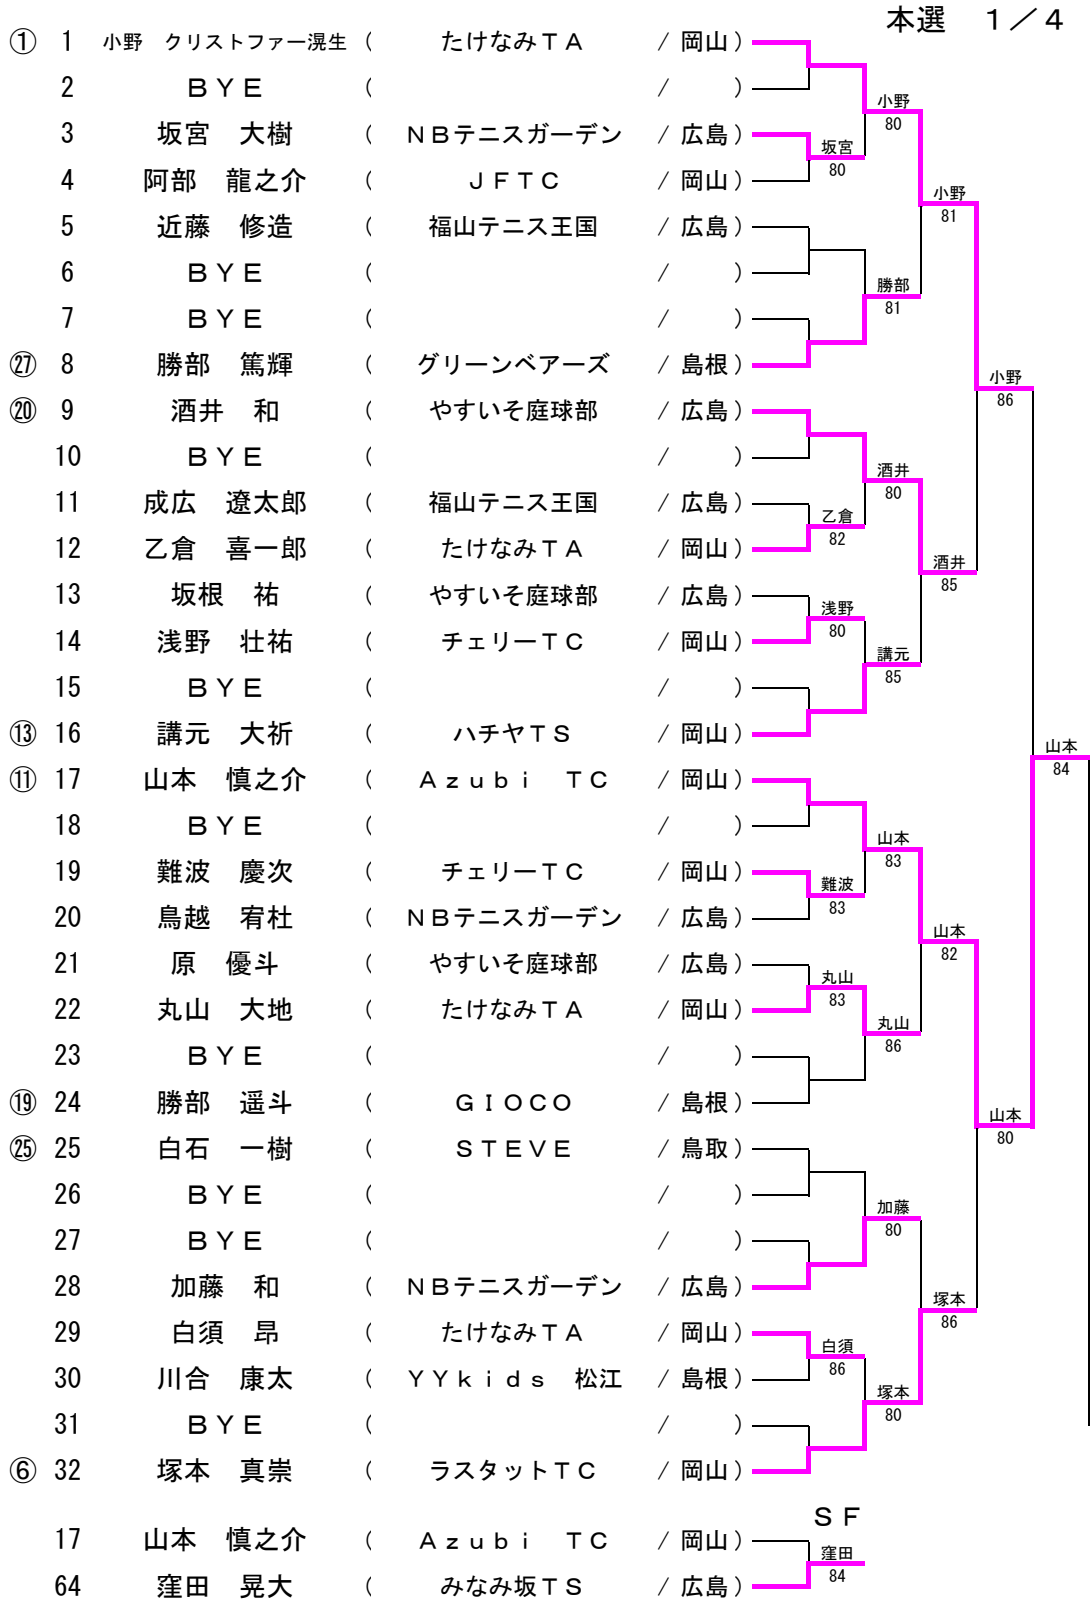 本選　１／４
① 1 小野　クリストファー滉生 ( たけなみＴＡ / 岡山 )
2 ＢＹＥ ( / )
小野
80
3 坂宮　大樹 ( ＮＢテニスガーデン / 広島 )
坂宮
80
4 阿部　龍之介 ( ＪＦＴＣ / 岡山 )
小野
81
5 近藤　修造 ( 福山テニス王国 / 広島 )
6 ＢＹＥ ( / )
勝部
81
7 ＢＹＥ ( / )
㉗ 8 勝部　篤輝 ( グリーンベアーズ / 島根 )
小野
86
⑳ 9 酒井　和 ( やすいそ庭球部 / 広島 )
10 ＢＹＥ ( / )
酒井
80
11 成広　遼太郎 ( 福山テニス王国 / 広島 )
乙倉
82
12 乙倉　喜一郎 ( たけなみＴＡ / 岡山 )
酒井
85
13 坂根　祐 ( やすいそ庭球部 / 広島 )
浅野
80
14 浅野　壮祐 ( チェリーＴＣ / 岡山 )
講元
85
15 ＢＹＥ ( / )
⑬ 16 講元　大祈 ( ハチヤＴＳ / 岡山 )
山本
84
⑪ 17 山本　慎之介 ( Ａｚｕｂｉ　ＴＣ / 岡山 )
18 ＢＹＥ ( / )
山本
83
19 難波　慶次 ( チェリーＴＣ / 岡山 )
難波
83
20 鳥越　宥杜 ( ＮＢテニスガーデン / 広島 )
山本
82
21 原　優斗 ( やすいそ庭球部 / 広島 )
丸山
83
22 丸山　大地 ( たけなみＴＡ / 岡山 )
丸山
86
23 ＢＹＥ ( / )
⑲ 24 勝部　遥斗 ( ＧＩＯＣＯ / 島根 )
山本
80
㉕ 25 白石　一樹 ( ＳＴＥＶＥ / 鳥取 )
26 ＢＹＥ ( / )
加藤
80
27 ＢＹＥ ( / )
28 加藤　和 ( ＮＢテニスガーデン / 広島 )
塚本
86
29 白須　昂 ( たけなみＴＡ / 岡山 )
白須
86
30 川合　康太 ( ＹＹｋｉｄｓ　松江 / 島根 )
塚本
80
31 ＢＹＥ ( / )
⑥ 32 塚本　真崇 ( ラスタットＴＣ / 岡山 )
ＳＦ
17 山本　慎之介 ( Ａｚｕｂｉ　ＴＣ / 岡山 )
窪田
84
64 窪田　晃大 ( みなみ坂ＴＳ / 広島 )